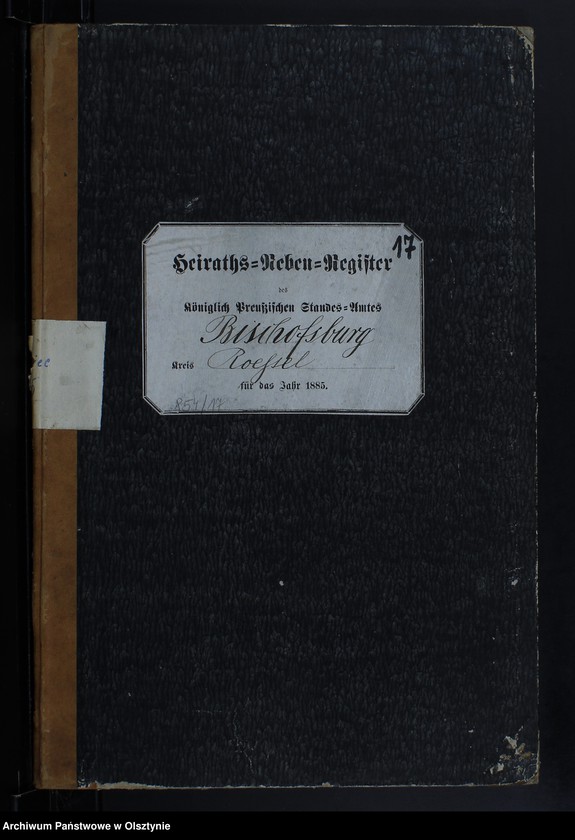 17
Heiraths-Neben-Register
des
Königlich Preußischen Standes-Amtes
Bischofsburg
Kreis Roessel
für das Jahr 1885.
854/17
Archiwum Państwowe w Olsztynie